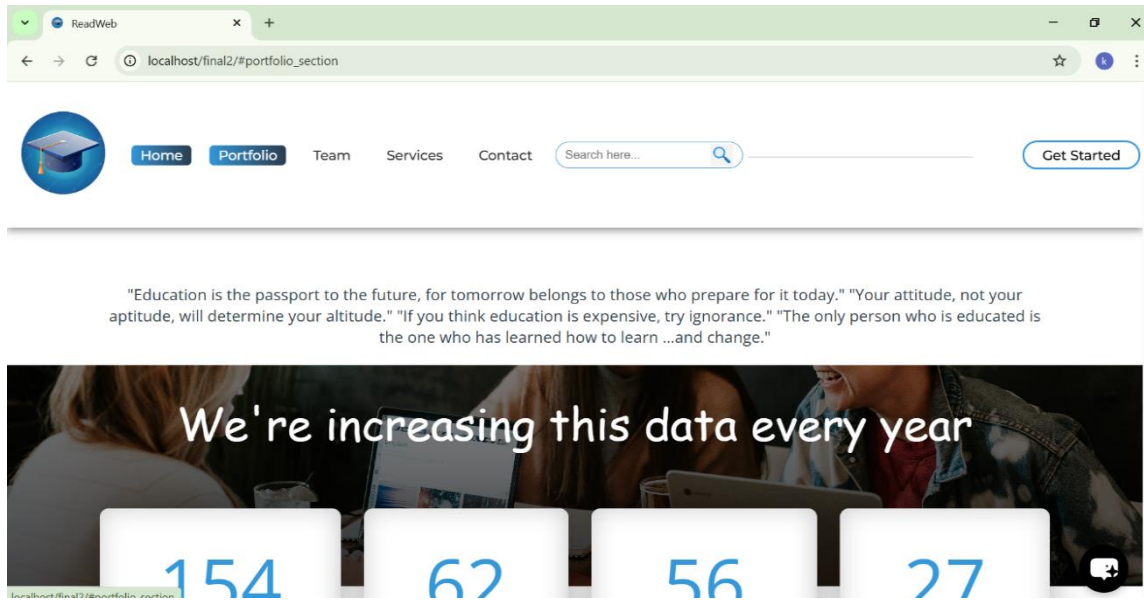 ReadWeb
localhost/final2/#portfolio_section
k
Home Portfolio Team Services Contact Search here... Get Started
"Education is the passport to the future, for tomorrow belongs to those who prepare for it today." "Your attitude, not your
aptitude, will determine your altitude." "If you think education is expensive, try ignorance." "The only person who is educated is
the one who has learned how to learn ...and change."
We're increasing this data every year
154 62 56 27
localhost/final2/#portfolio_section